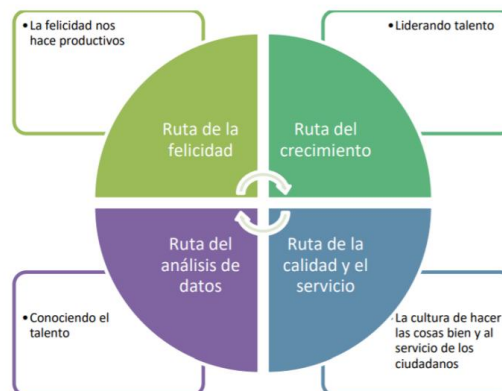 • La felicidad nos
hace productivos
• Liderando talento
Ruta de la
felicidad
Ruta del
crecimiento
Ruta del
análisis de
datos
Ruta de la
calidad y el
servicio
• Conociendo el
talento
• La cultura de hacer
las cosas bien y al
servicio de los
ciudadanos